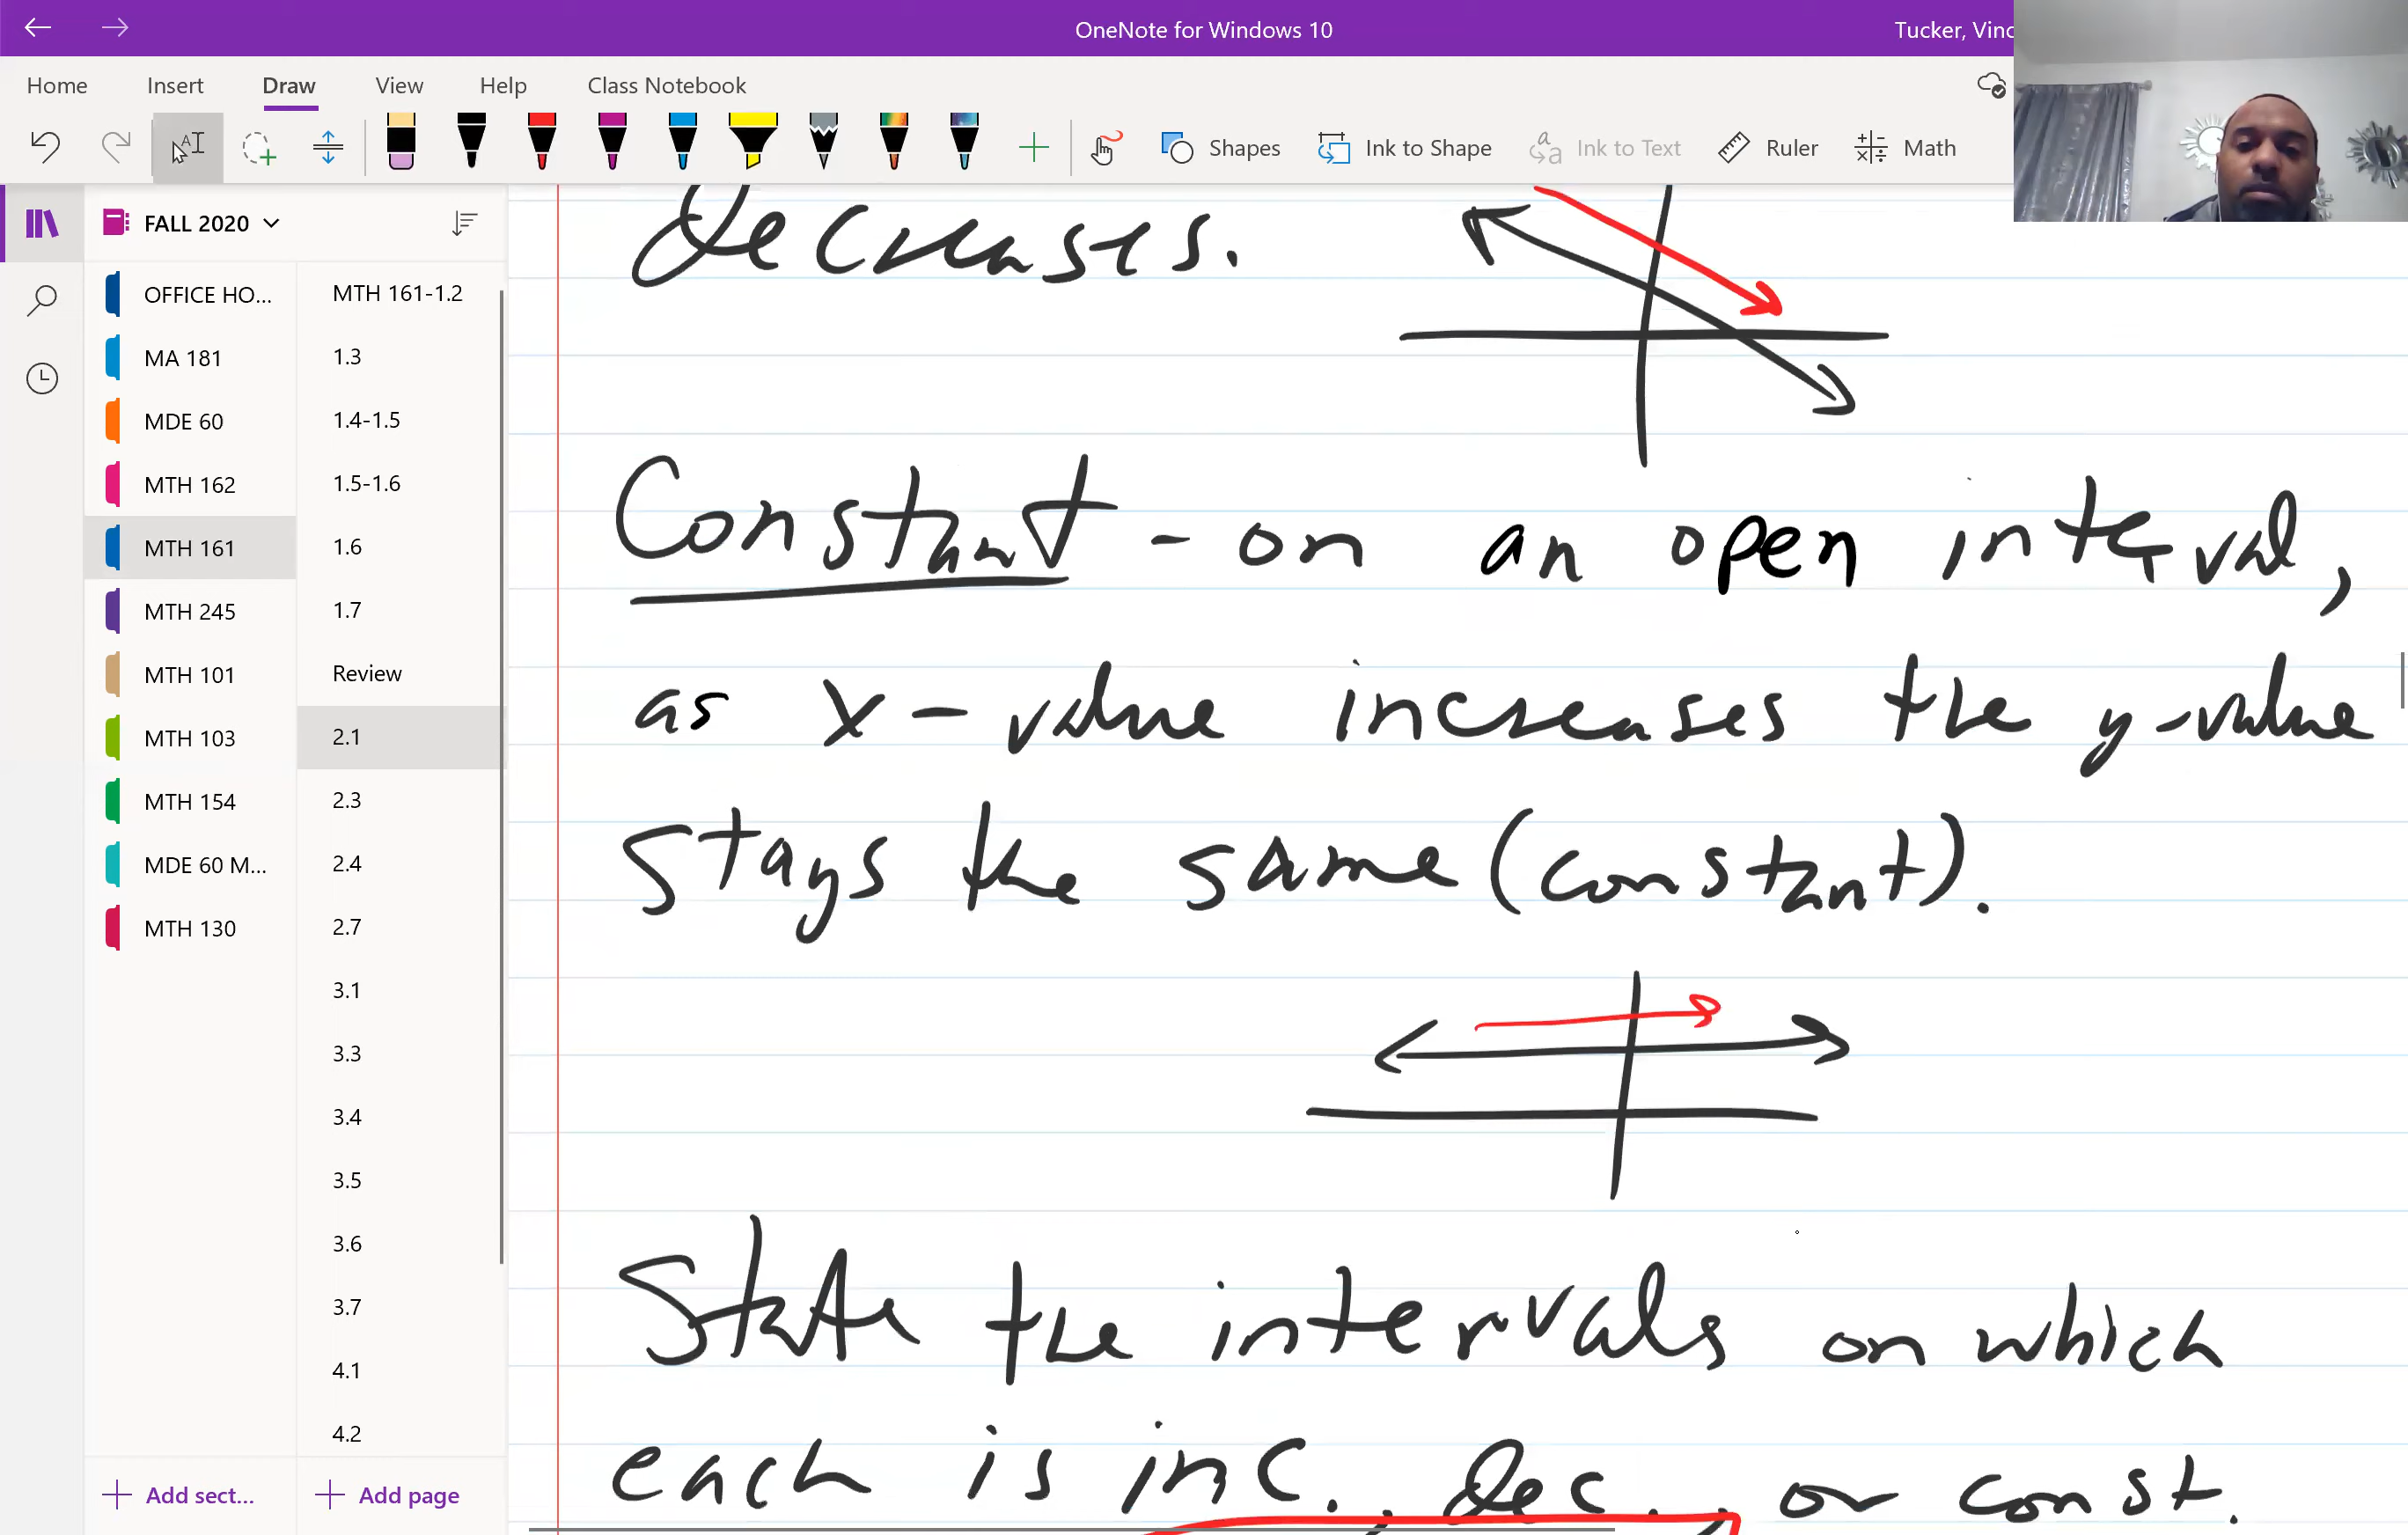 OneNote for Windows 10
Tucker, Vinc
Home Insert Draw View Help Class Notebook
Shapes Ink to Shape Ink to Text Ruler Math
FALL 2020
OFFICE HO...
MA 181
MDE 60
MTH 162
MTH 161
MTH 245
MTH 101
MTH 103
MTH 154
MDE 60 M...
MTH 130
Add sect...
MTH 161-1.2
1.3
1.4-1.5
1.5-1.6
1.6
1.7
Review
2.1
2.3
2.4
2.7
3.1
3.3
3.4
3.5
3.6
3.7
4.1
4.2
Add page
decreases.
Constant - on an open interval,
as x-value increases the y-value
stays the same (constant).
State the intervals on which
each is inc., dec., or const.